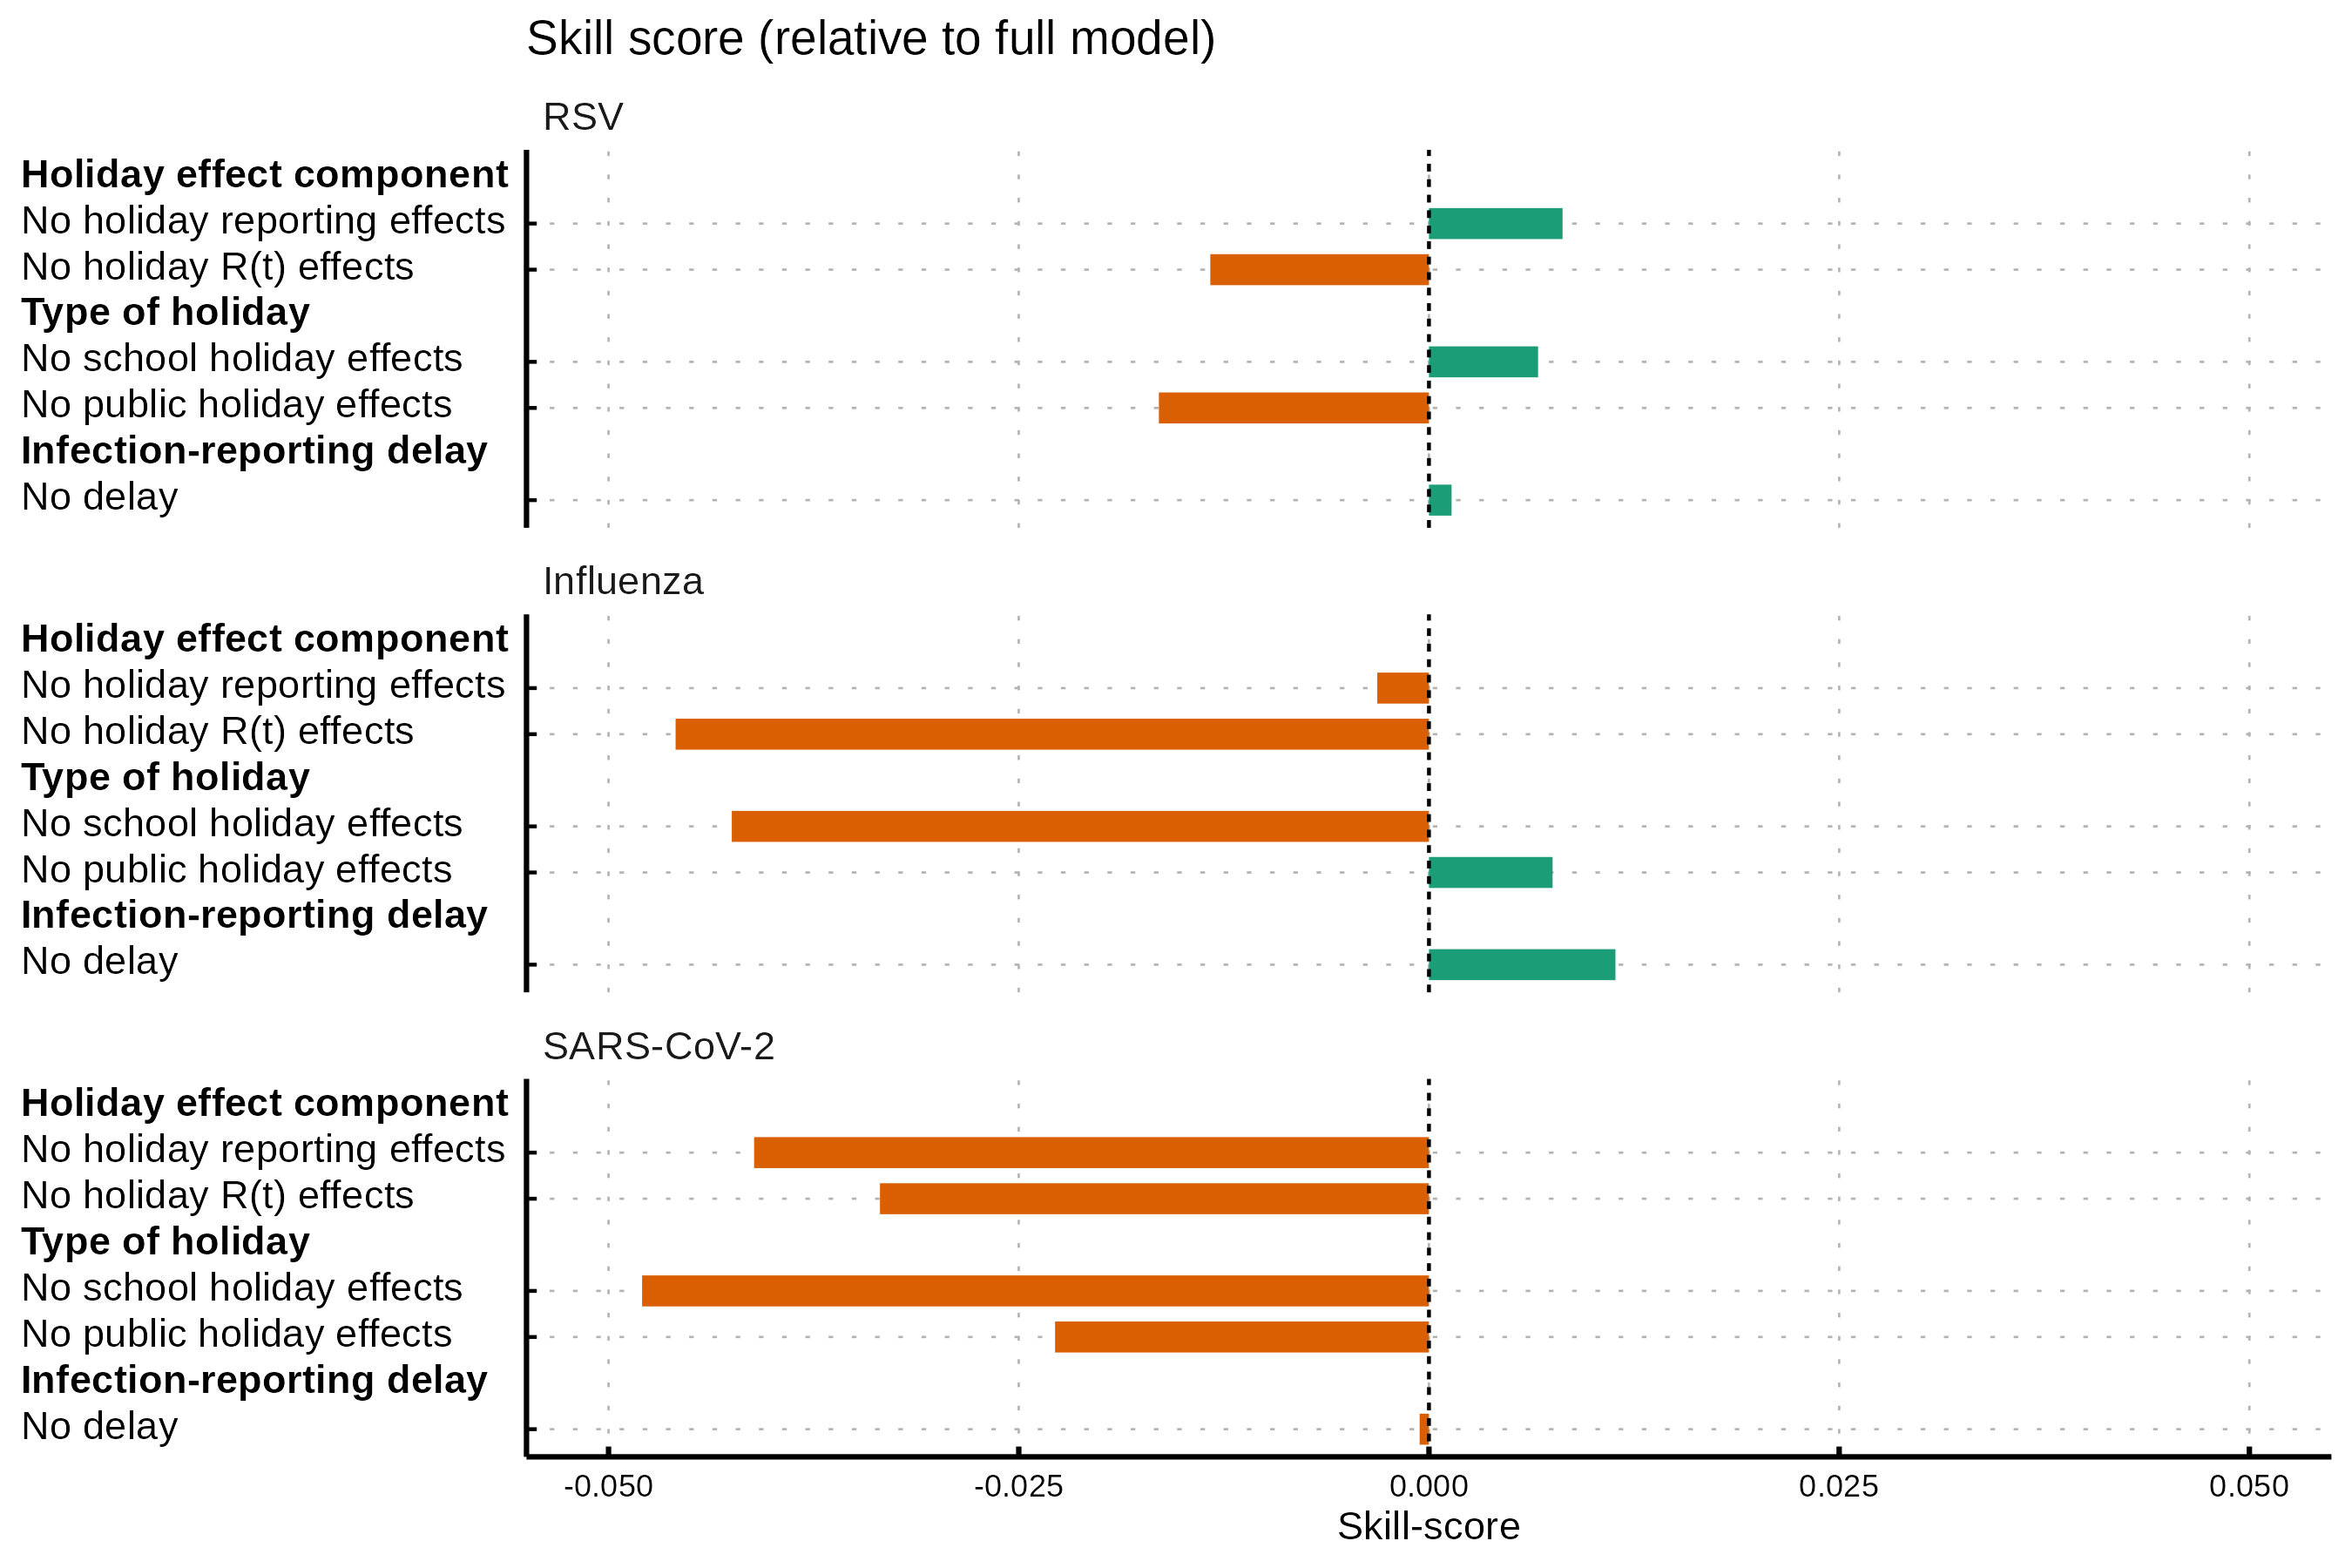 Skill score (relative to full model)
RSV
Holiday effect component
No holiday reporting effects
No holiday R(t) effects
Type of holiday
No school holiday effects
No public holiday effects
Infection-reporting delay
No delay
Influenza
Holiday effect component
No holiday reporting effects
No holiday R(t) effects
Type of holiday
No school holiday effects
No public holiday effects
Infection-reporting delay
No delay
SARS-CoV-2
Holiday effect component
No holiday reporting effects
No holiday R(t) effects
Type of holiday
No school holiday effects
No public holiday effects
Infection-reporting delay
No delay
-0.050 -0.025 0.000 0.025 0.050
Skill-score